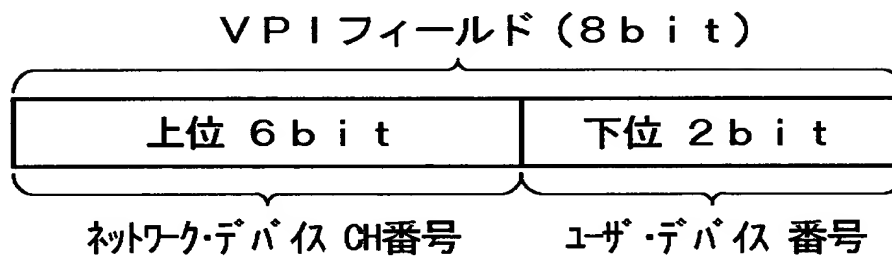 ＶＰＩフィールド（８ｂｉｔ）
上位 ６ｂｉｔ 下位 ２ｂｉｔ
ﾈｯﾄﾜｰｸ･ﾃﾞﾊﾞｲｽ CH番号 ﾕｰｻﾞ･ﾃﾞﾊﾞｲｽ 番号